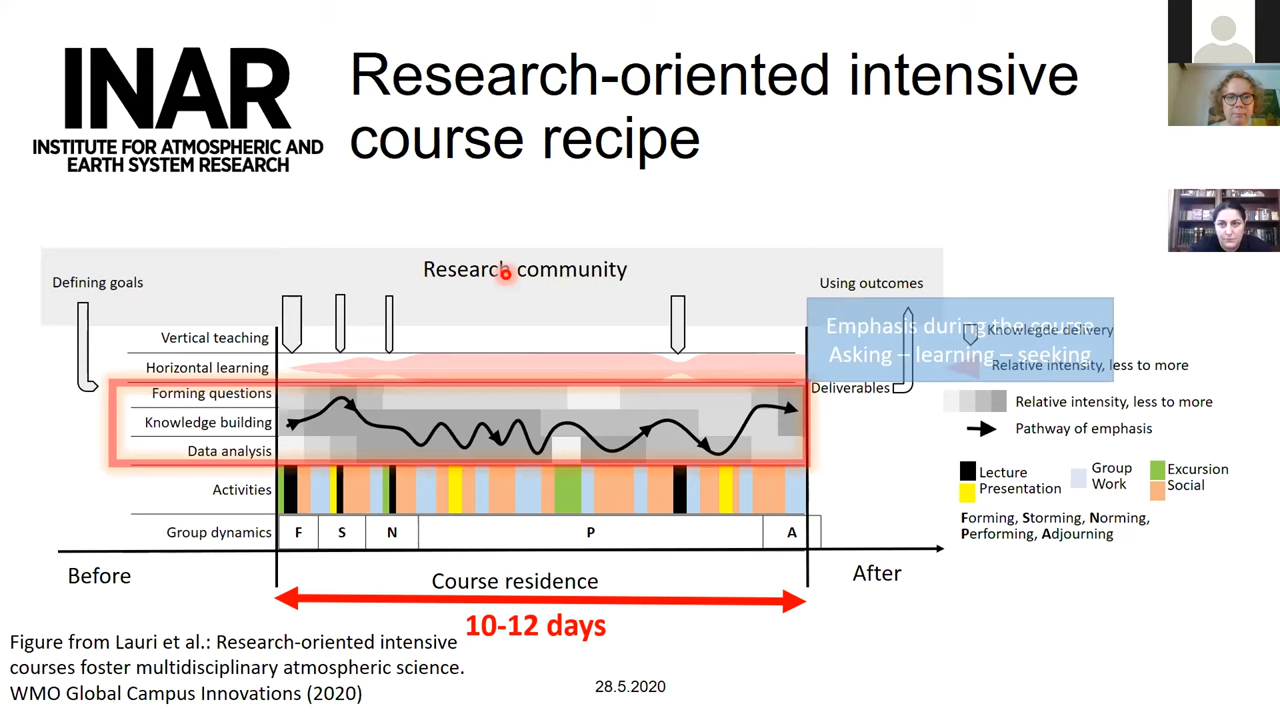 INAR
INSTITUTE FOR ATMOSPHERIC AND
EARTH SYSTEM RESEARCH
Research-oriented intensive
course recipe
Research community
Defining goals
Using outcomes
Vertical teaching
Horizontal learning
Forming questions
Knowledge building
Data analysis
Activities
Group dynamics
F
S
N
P
A
Deliverables
Emphasis during the course
Asking – learning – seeking
Knowlegde delivery
Relative intensity, less to more
Relative intensity, less to more
Pathway of emphasis
Lecture
Presentation
Group
Work
Excursion
Social
Forming, Storming, Norming,
Performing, Adjourning
Before
Course residence
After
10-12 days
Figure from Lauri et al.: Research-oriented intensive
courses foster multidisciplinary atmospheric science.
WMO Global Campus Innovations (2020)
28.5.2020